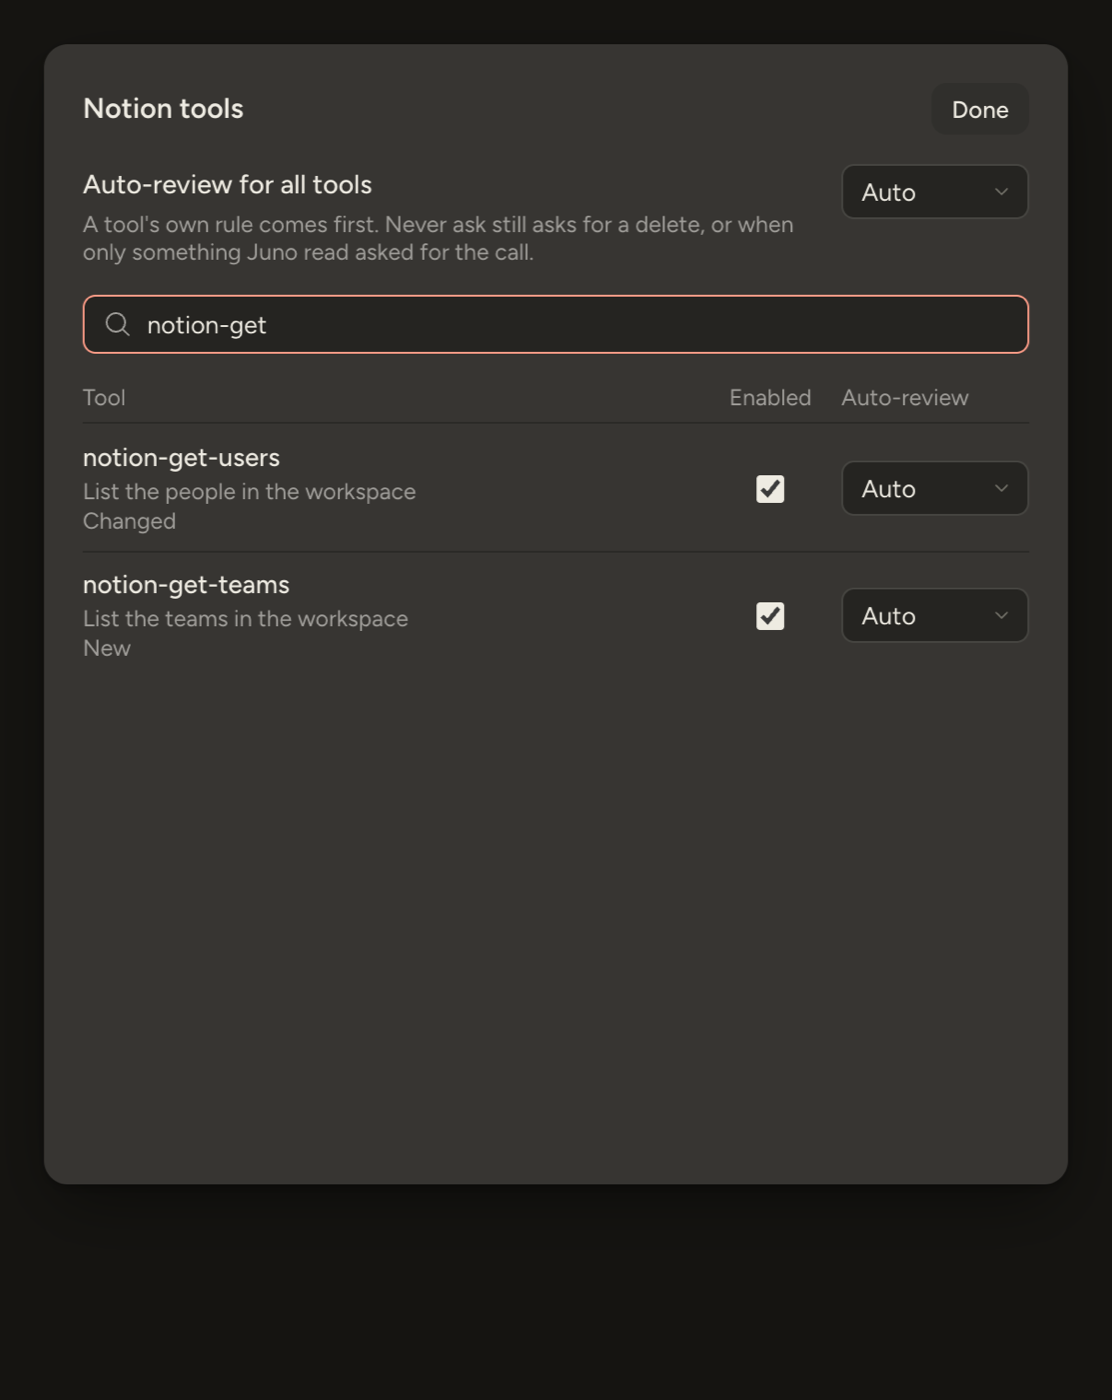 Notion tools
Done
Auto-review for all tools
Auto
A tool's own rule comes first. Never ask still asks for a delete, or when
only something Juno read asked for the call.
notion-get
Tool
Enabled
Auto-review
notion-get-users
List the people in the workspace
Changed
Auto
notion-get-teams
List the teams in the workspace
New
Auto